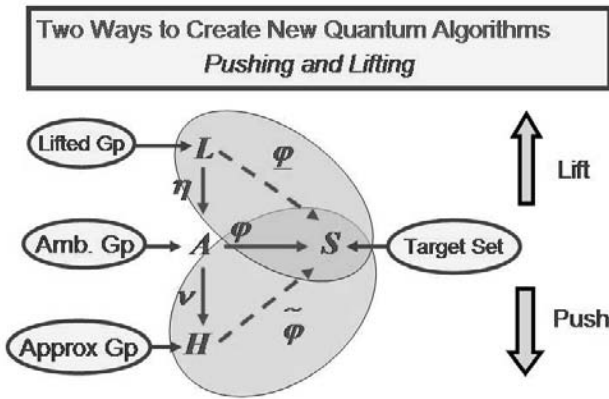 Two Ways to Create New Quantum Algorithms
Pushing and Lifting
Lifted Gp
L
φ
η
Lift
Amb. Gp
A
φ
S
Target Set
ν
Push
Approx Gp
H
φ̃